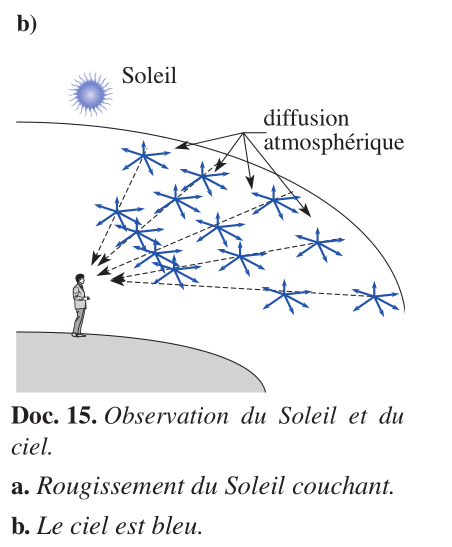 b)
Soleil
diffusion
atmosphérique
Doc. 15. Observation du Soleil et du
ciel.
a. Rougissement du Soleil couchant.
b. Le ciel est bleu.